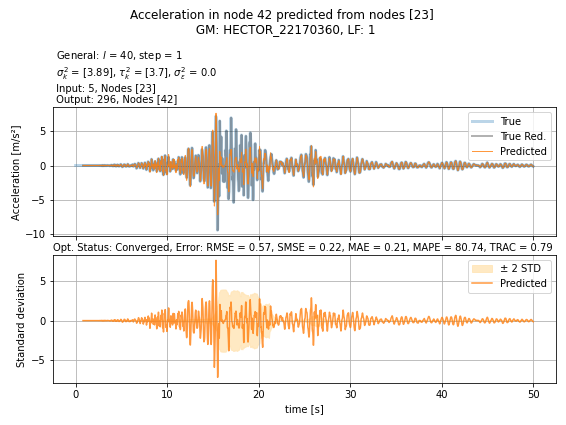 Acceleration in node 42 predicted from nodes [23]
GM: HECTOR_22170360, LF: 1
General: l = 40, step = 1
σ²ₖ = [3.89], τ²ₖ = [3.7], σ²ε = 0.0
Input: 5, Nodes [23]
Output: 296, Nodes [42]
True
True Red.
Predicted
Acceleration [m/s²]
5
0
−5
−10
Opt. Status: Converged, Error: RMSE = 0.57, SMSE = 0.22, MAE = 0.21, MAPE = 80.74, TRAC = 0.79
± 2 STD
Predicted
Standard deviation
5
0
−5
0 10 20 30 40 50
time [s]